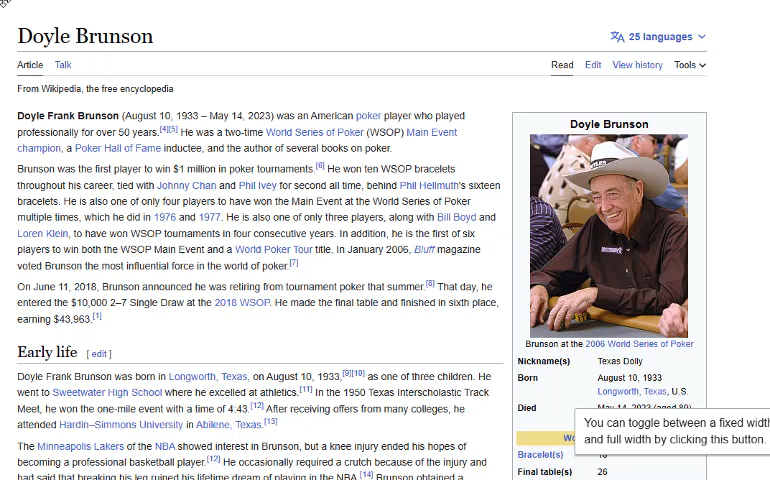 Doyle Brunson
25 languages
Article Talk Read Edit View history Tools
From Wikipedia, the free encyclopedia
Doyle Frank Brunson (August 10, 1933 – May 14, 2023) was an American poker player who played
professionally for over 50 years.[4][5] He was a two-time World Series of Poker (WSOP) Main Event
champion, a Poker Hall of Fame inductee, and the author of several books on poker.
Brunson was the first player to win $1 million in poker tournaments.[6] He won ten WSOP bracelets
throughout his career, tied with Johnny Chan and Phil Ivey for second all time, behind Phil Hellmuth's sixteen
bracelets. He is also one of only four players to have won the Main Event at the World Series of Poker
multiple times, which he did in 1976 and 1977. He is also one of only three players, along with Bill Boyd and
Loren Klein, to have won WSOP tournaments in four consecutive years. In addition, he is the first of six
players to win both the WSOP Main Event and a World Poker Tour title. In January 2006, Bluff magazine
voted Brunson the most influential force in the world of poker.[7]
On June 11, 2018, Brunson announced he was retiring from tournament poker that summer.[8] That day, he
entered the $10,000 2–7 Single Draw at the 2018 WSOP. He made the final table and finished in sixth place,
earning $43,963.[1]
Early life [ edit ]
Doyle Frank Brunson was born in Longworth, Texas, on August 10, 1933,[9][10] as one of three children. He
went to Sweetwater High School where he excelled at athletics.[11] In the 1950 Texas Interscholastic Track
Meet, he won the one-mile event with a time of 4:43.[12] After receiving offers from many colleges, he
attended Hardin–Simmons University in Abilene, Texas.[13]
The Minneapolis Lakers of the NBA showed interest in Brunson, but a knee injury ended his hopes of
becoming a professional basketball player.[12] He occasionally required a crutch because of the injury and
had said that breaking his leg ruined his lifetime dream of playing in the NBA.[14] Brunson obtained a
Doyle Brunson
Brunson at the 2006 World Series of Poker
Nickname(s) Texas Dolly
Born August 10, 1933
Longworth, Texas, U.S.
Died May 14, 2023 (aged 89)
You can toggle between a fixed width
and full width by clicking this button.
Wo
Bracelet(s) 10
Final table(s) 26